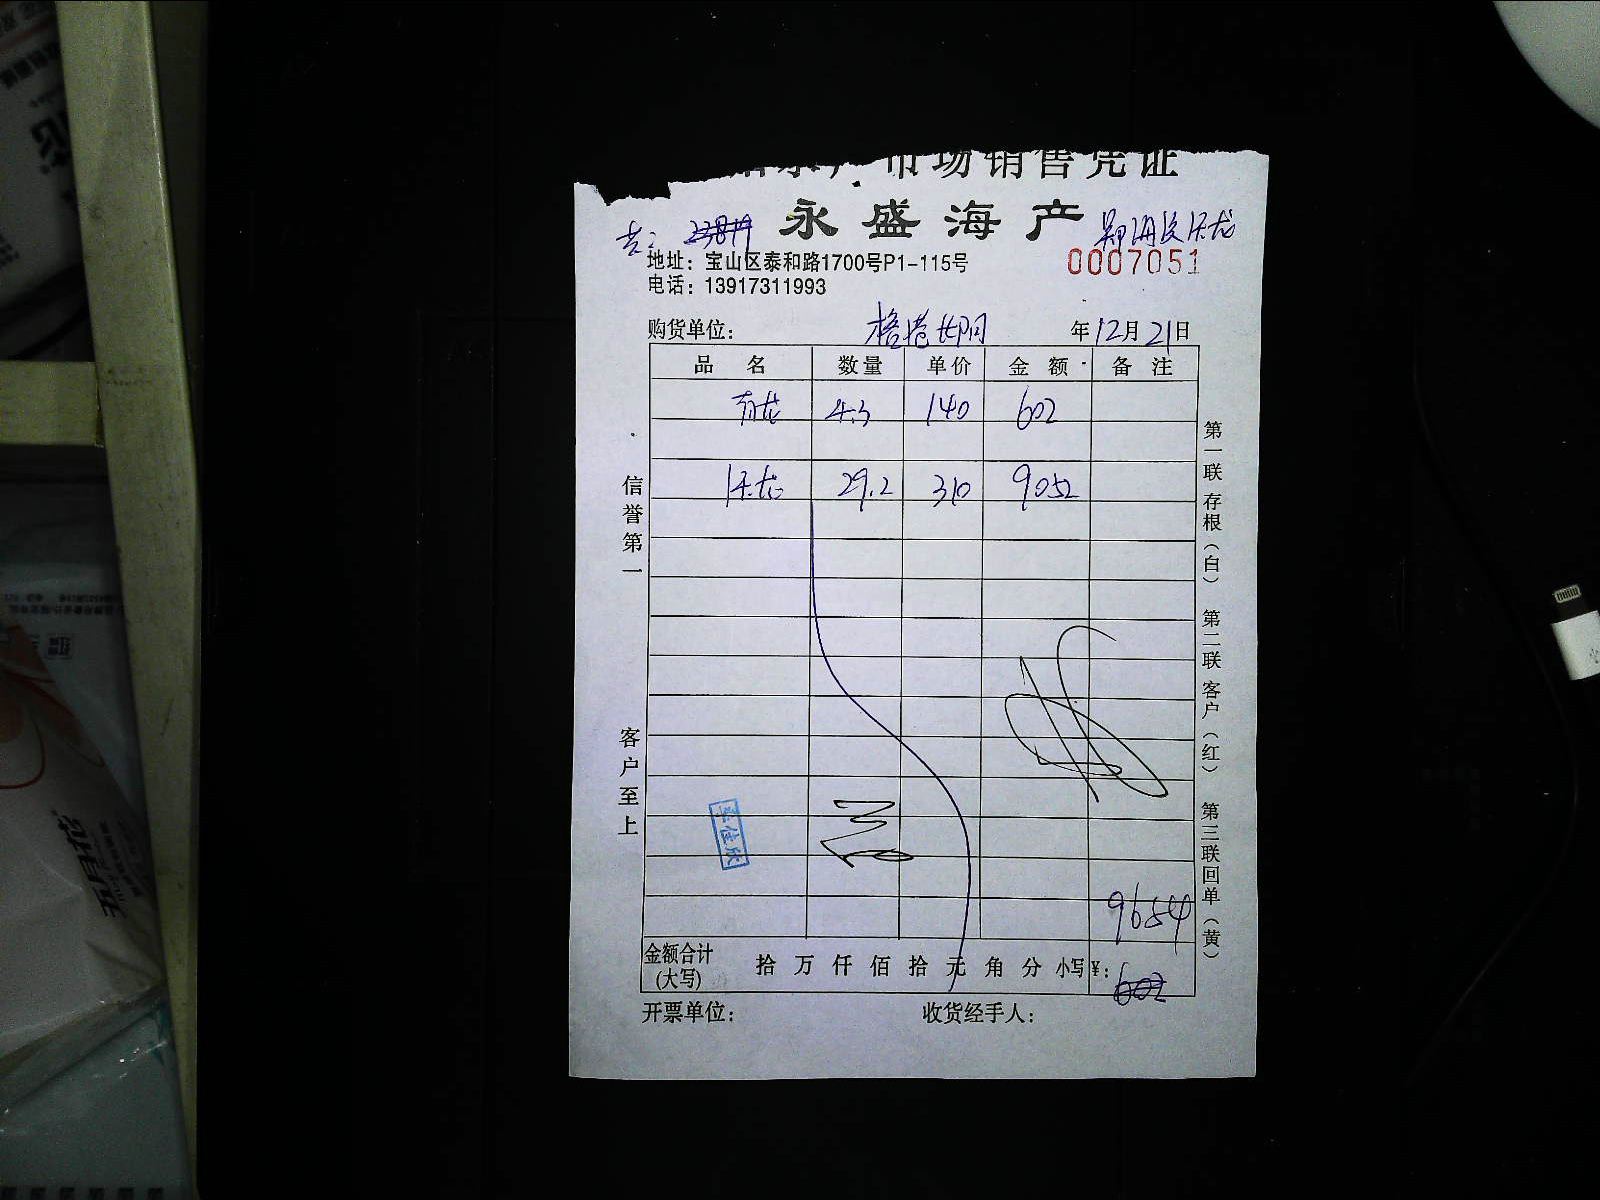 市场销售凭证
永盛海产
地址：宝山区泰和路1700号P1-115号
0007051
电话：13917311993
购货单位： 年12月21日
品名 数量 单价 金额 备注
青龙 4.3 140 602
29.2 310 9052
信誉第一
客户至上
第一联存根（白） 第二联客户（红） 第三联回单（黄）
9654
金额合计(大写) 拾万仟佰拾元角分 小写¥：602
开票单位： 收货经手人：